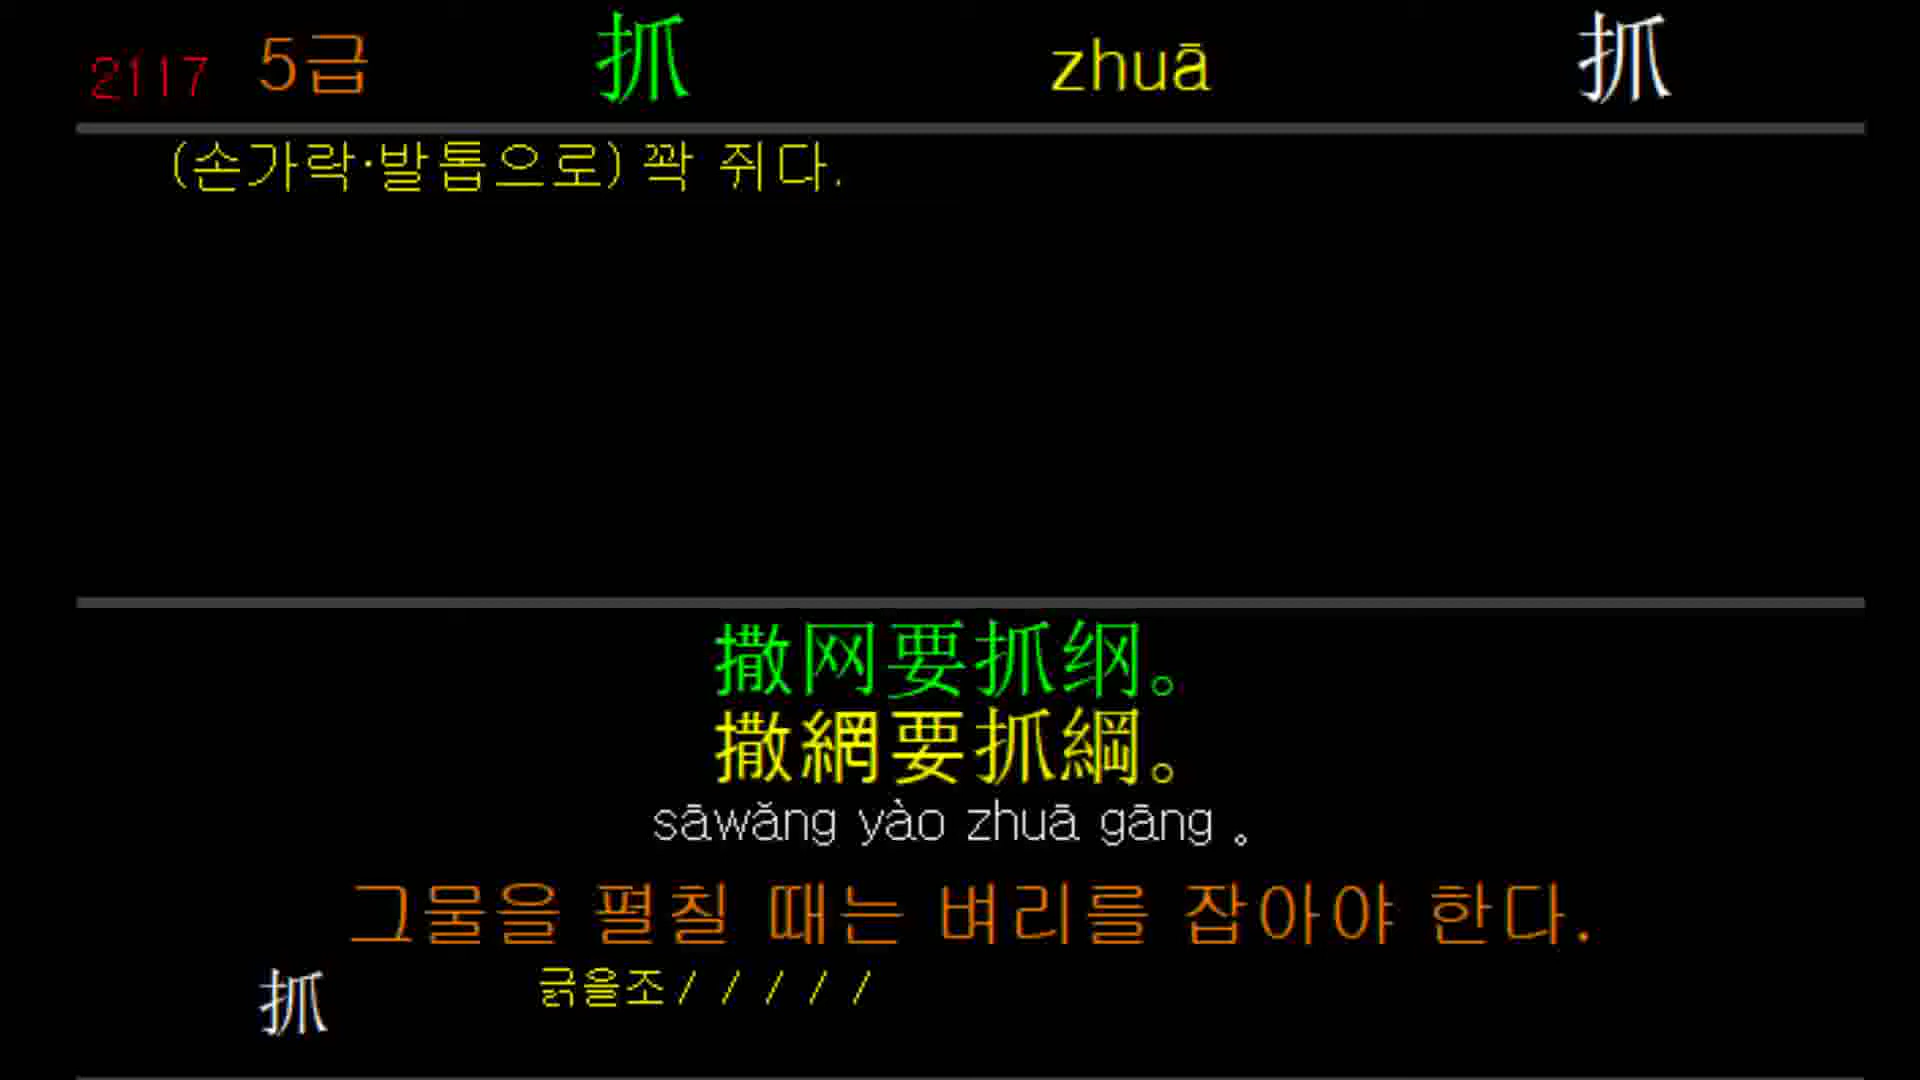 2117 5급 抓 zhuā 抓
(손가락·발톱으로) 꽉 쥐다.
撒网要抓纲。
撒網要抓綱。
sāwǎng yào zhuā gāng 。
그물을 펼칠 때는 벼리를 잡아야 한다.
抓 긁을조/ / / / /